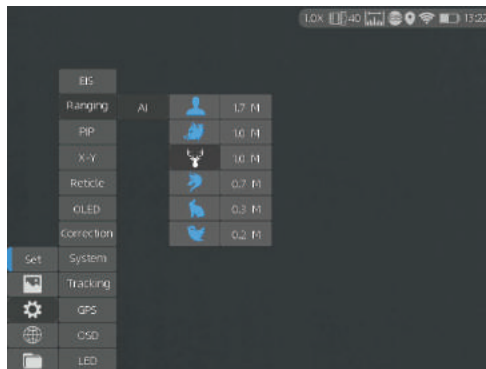 1.0X 40 13:22
EIS
Ranging AI 1.7 M
PIP 1.0 M
X-Y 1.0 M
Reticle 0.7 M
OLED 0.3 M
Correction 0.2 M
Set System
Tracking
GPS
OSD
LED